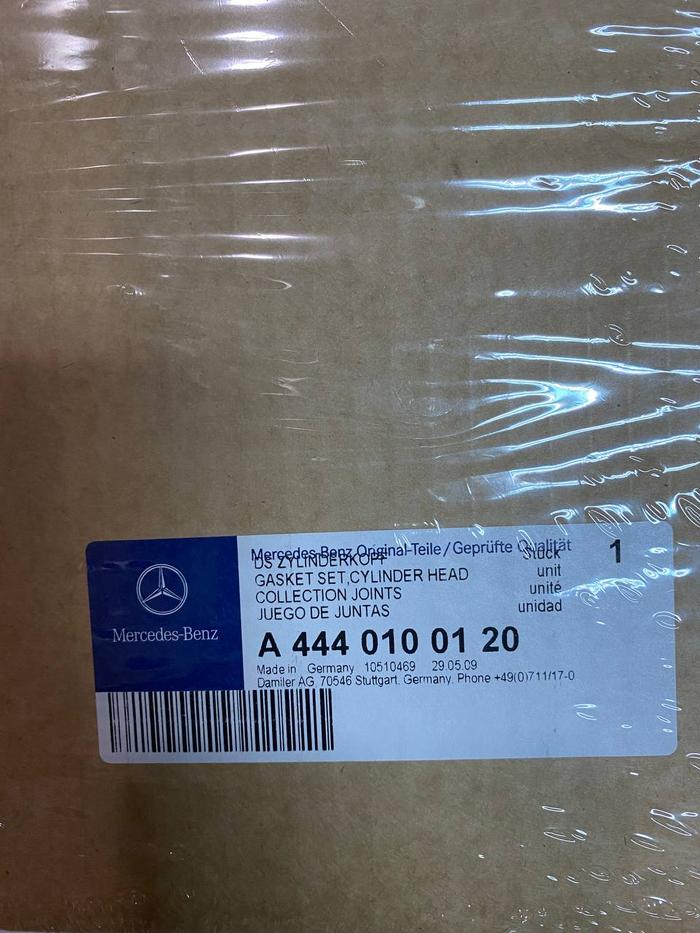 Mercedes-Benz
Mercedes-Benz Original-Teile / Geprüfte Qualität
DS ZYLINDERKOPF Stück 1
GASKET SET,CYLINDER HEAD unit
COLLECTION JOINTS unité
JUEGO DE JUNTAS unidad
A 444 010 01 20
Made in Germany 10510469 29.05.09
Damiler AG 70546 Stuttgart. Germany. Phone +49(0)711/17-0